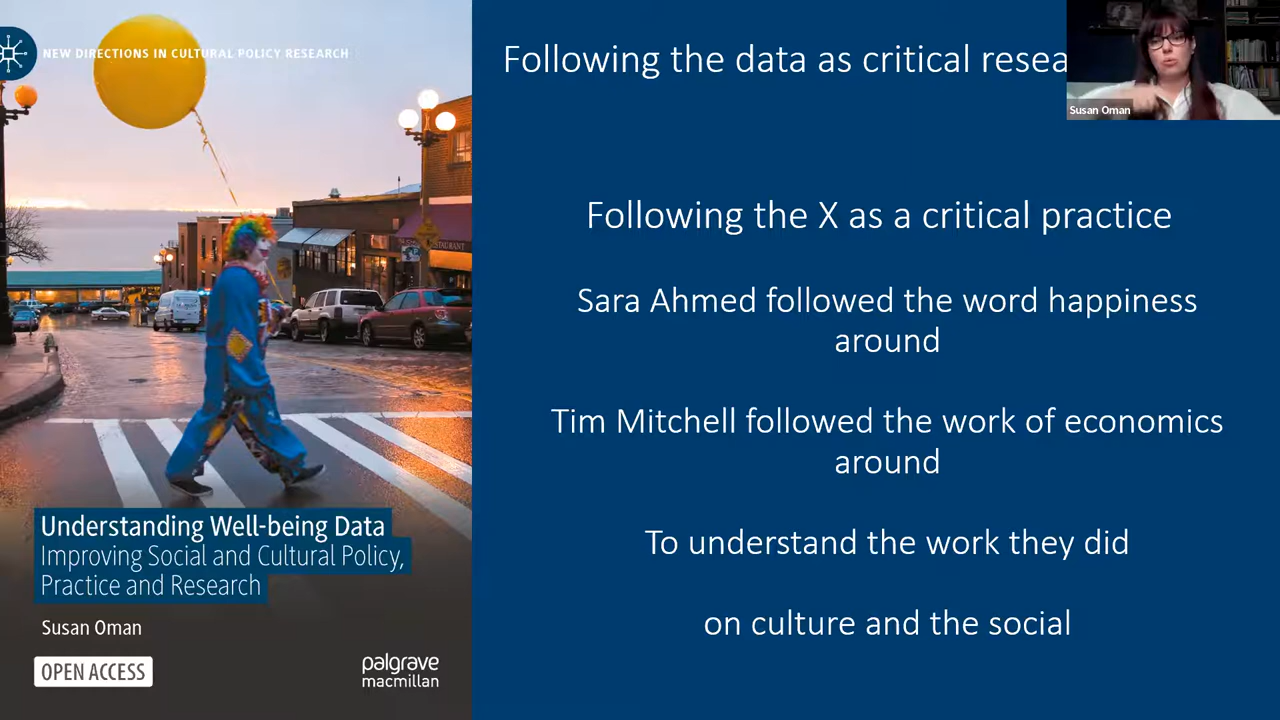 NEW DIRECTIONS IN CULTURAL POLICY RESEARCH
RESTAURANT
Understanding Well-being Data
Improving Social and Cultural Policy,
Practice and Research
Susan Oman
OPEN ACCESS
palgrave
macmillan
Following the data as critical resea
Susan Oman
Following the X as a critical practice
Sara Ahmed followed the word happiness
around
Tim Mitchell followed the work of economics
around
To understand the work they did
on culture and the social